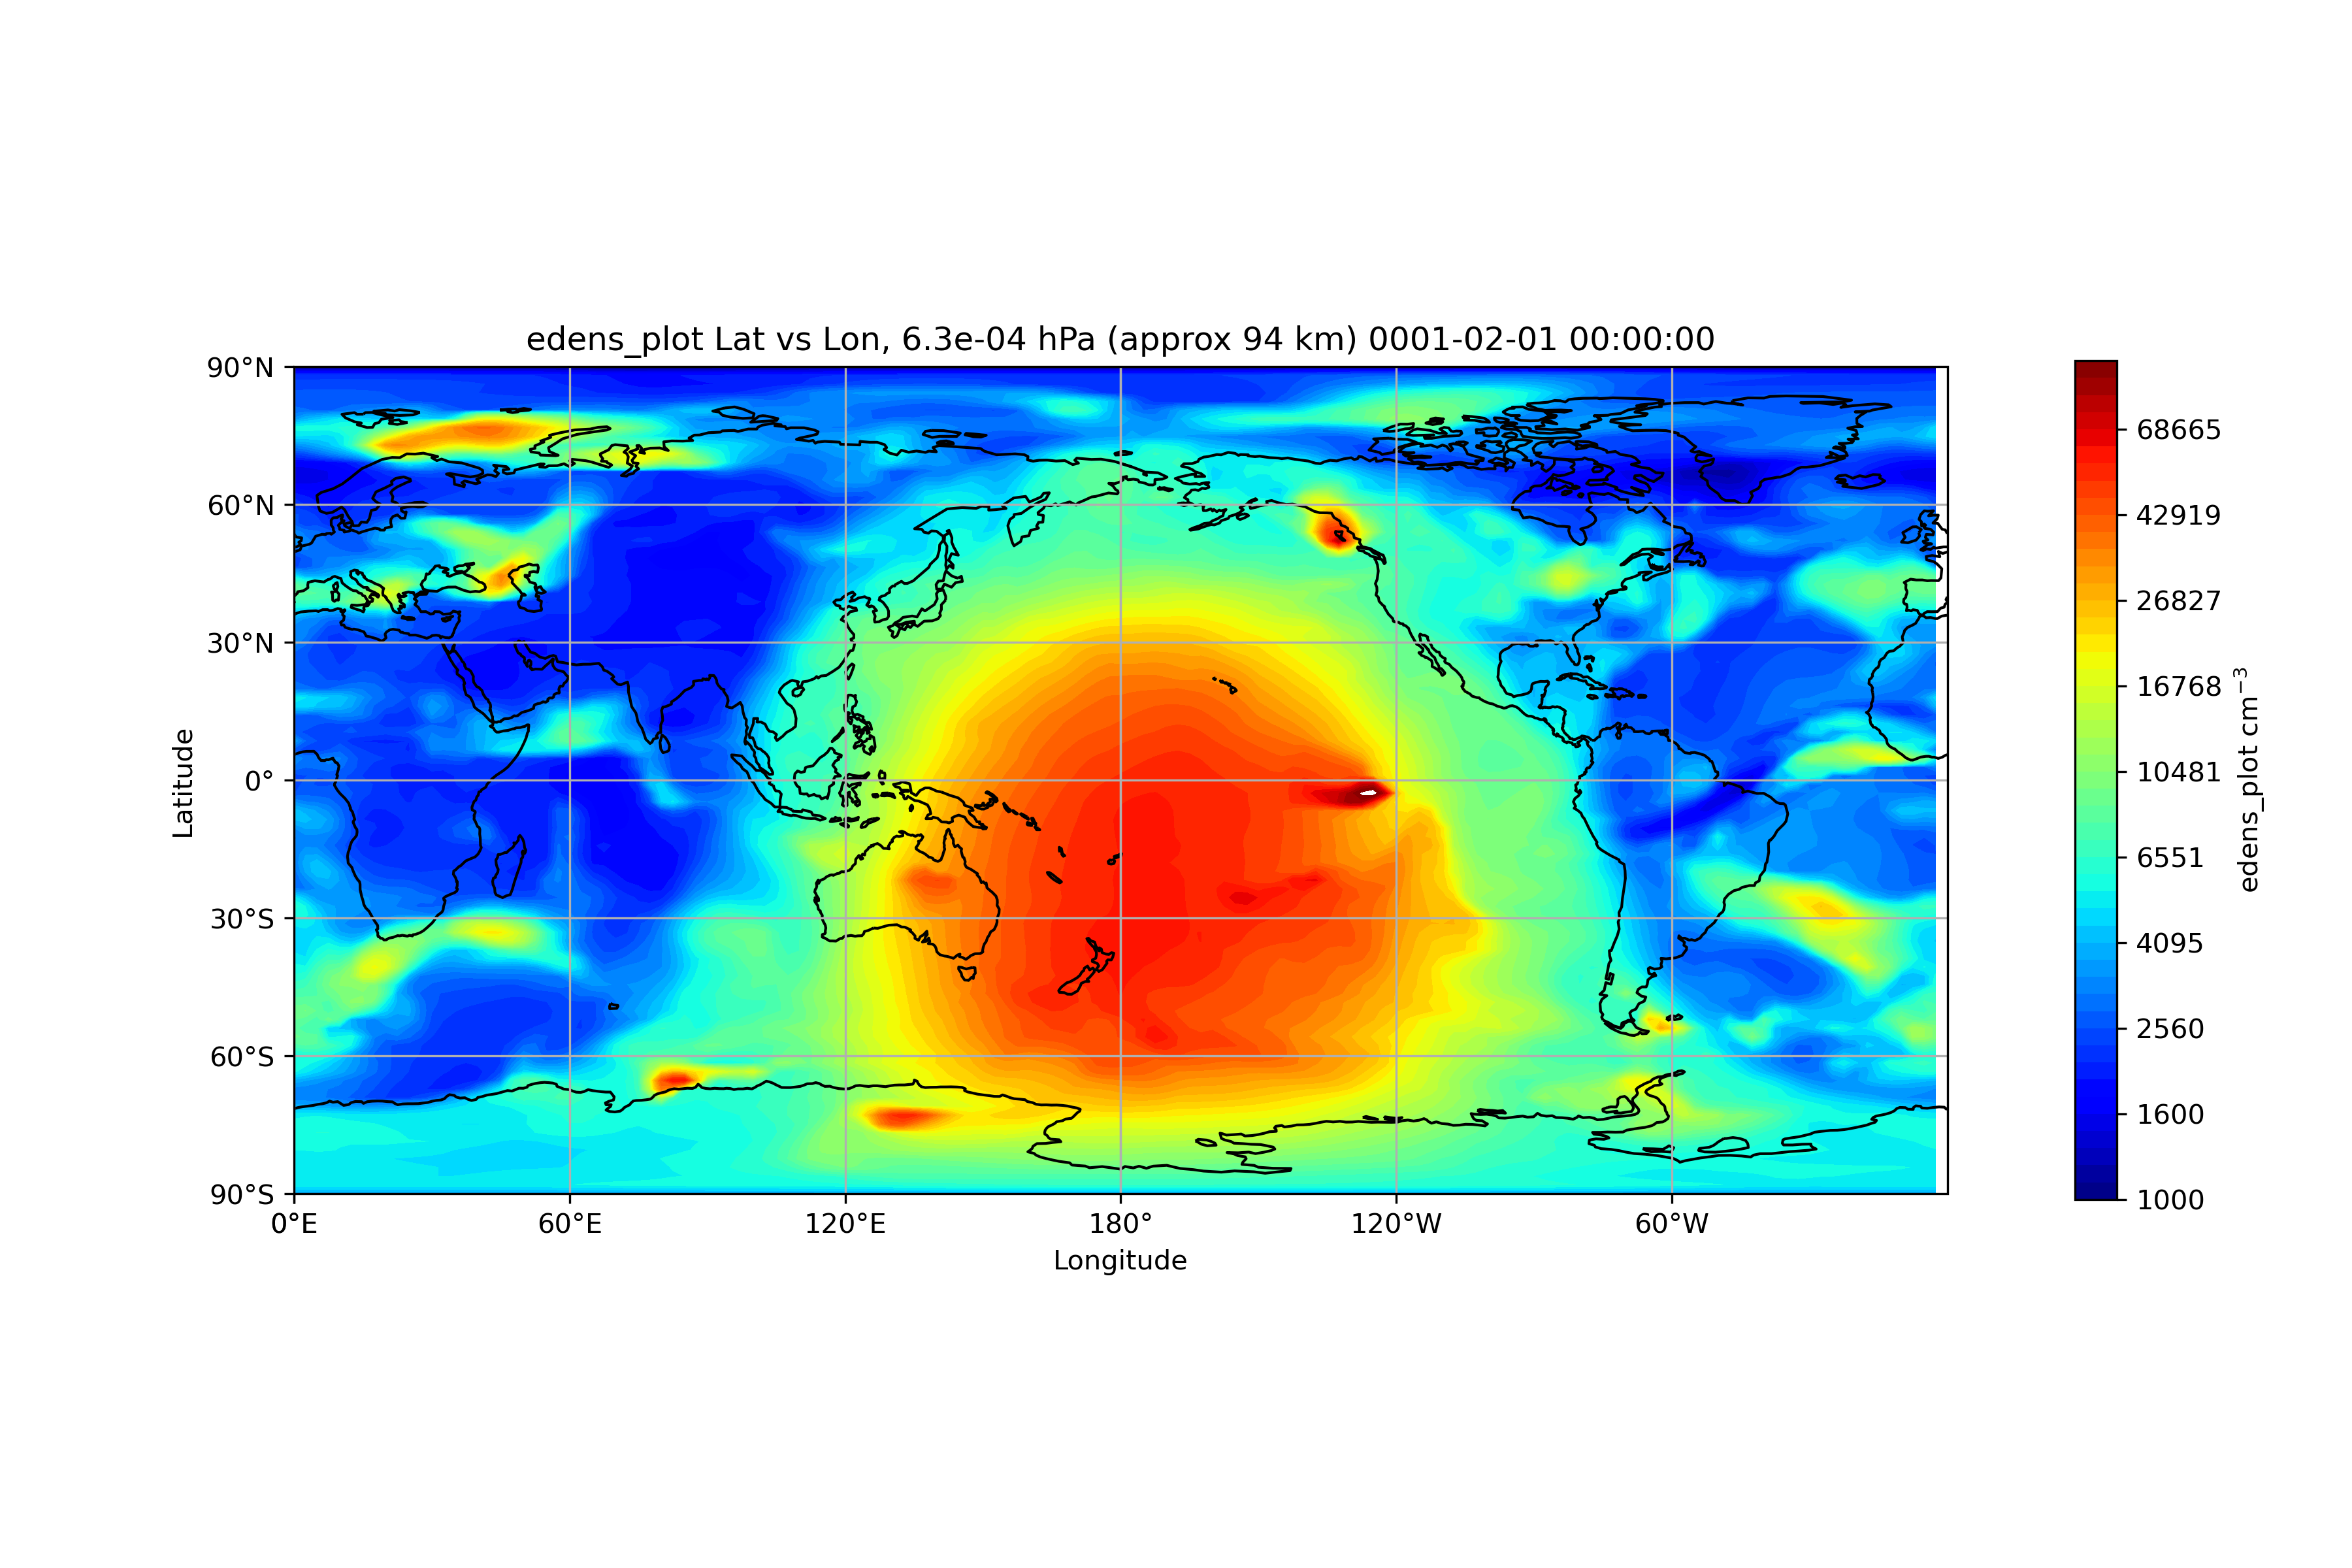 edens_plot Lat vs Lon, 6.3e-04 hPa (approx 94 km) 0001-02-01 00:00:00
90°N
60°N
30°N
0°
30°S
60°S
90°S
Latitude
0°E
60°E
120°E
180°
120°W
60°W
Longitude
68665
42919
26827
16768
10481
6551
4095
2560
1600
1000
edens_plot cm⁻³